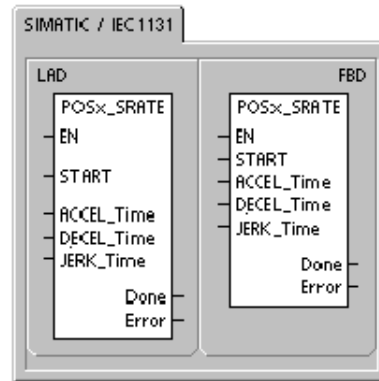 SIMATIC / IEC 1131
LAD
POSx_SRATE
EN
START
ACCEL_Time
DECEL_Time
JERK_Time
Done
Error
FBD
POSx_SRATE
EN
START
ACCEL_Time
DECEL_Time
JERK_Time
Done
Error